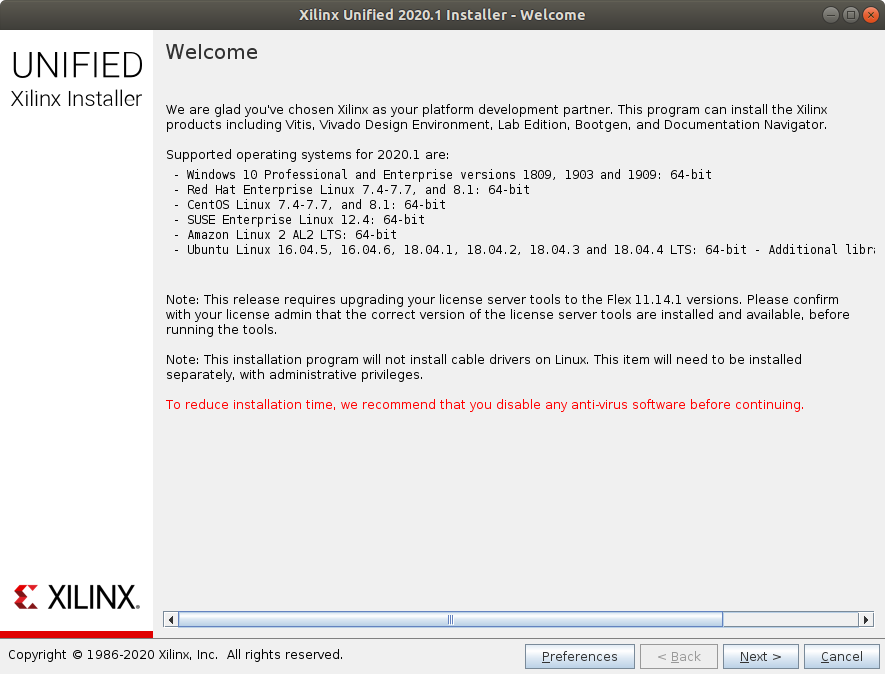 Xilinx Unified 2020.1 Installer - Welcome
UNIFIED
Xilinx Installer
Welcome
We are glad you've chosen Xilinx as your platform development partner. This program can install the Xilinx
products including Vitis, Vivado Design Environment, Lab Edition, Bootgen, and Documentation Navigator.
Supported operating systems for 2020.1 are:
- Windows 10 Professional and Enterprise versions 1809, 1903 and 1909: 64-bit
- Red Hat Enterprise Linux 7.4-7.7, and 8.1: 64-bit
- CentOS Linux 7.4-7.7, and 8.1: 64-bit
- SUSE Enterprise Linux 12.4: 64-bit
- Amazon Linux 2 AL2 LTS: 64-bit
- Ubuntu Linux 16.04.5, 16.04.6, 18.04.1, 18.04.2, 18.04.3 and 18.04.4 LTS: 64-bit - Additional
Note: This release requires upgrading your license server tools to the Flex 11.14.1 versions. Please confirm
with your license admin that the correct version of the license server tools are installed and available, before
running the tools.
Note: This installation program will not install cable drivers on Linux. This item will need to be installed
separately, with administrative privileges.
To reduce installation time, we recommend that you disable any anti-virus software before continuing.
XILINX.
Copyright © 1986-2020 Xilinx, Inc. All rights reserved.
Preferences
< Back
Next >
Cancel